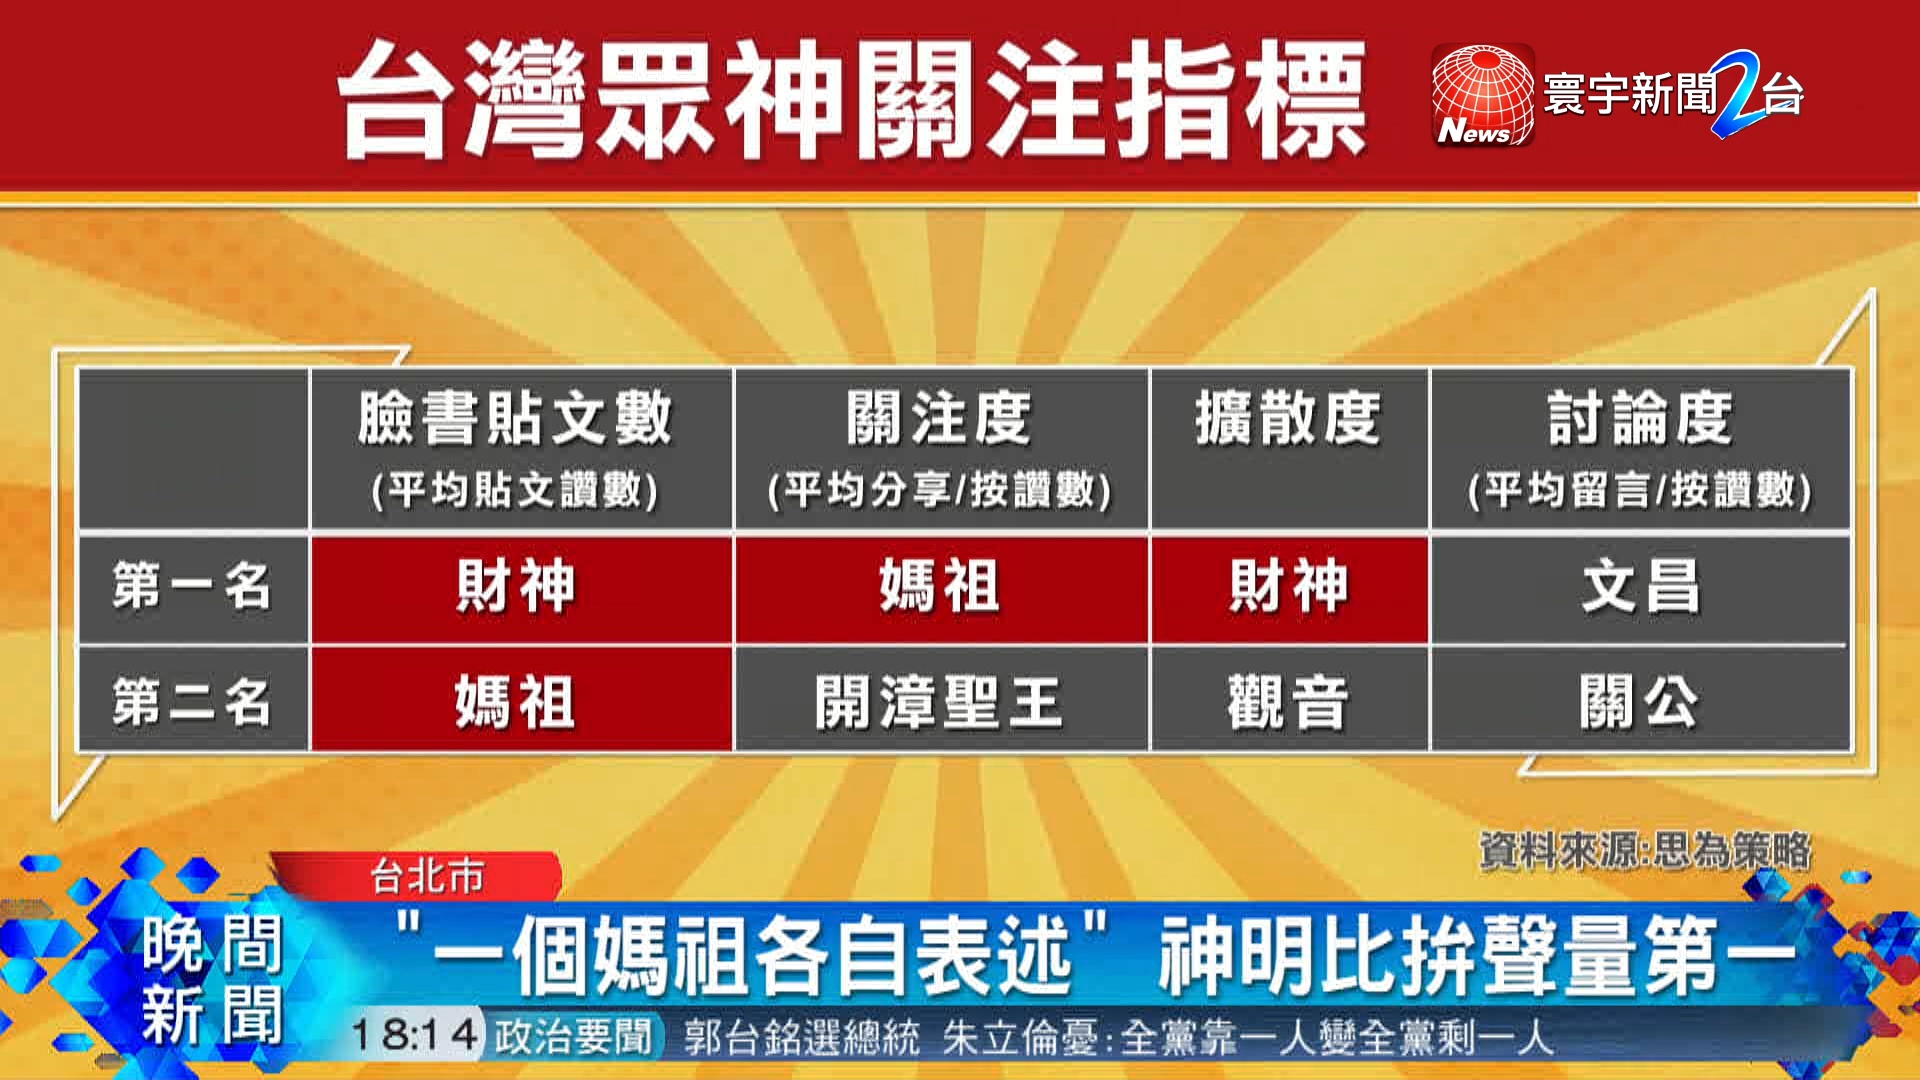 台灣眾神關注指標
News
寰宇新聞2台
臉書貼文數 關注度 擴散度 討論度
(平均貼文讚數) (平均分享/按讚數) (平均留言/按讚數)
第一名 財神 媽祖 財神 文昌
第二名 媽祖 開漳聖王 觀音 關公
資料來源:思為策略
台北市
晚間新聞
"一個媽祖各自表述" 神明比拚聲量第一
18:14 政治要聞 郭台銘選總統 朱立倫憂:全黨靠一人變全黨剩一人